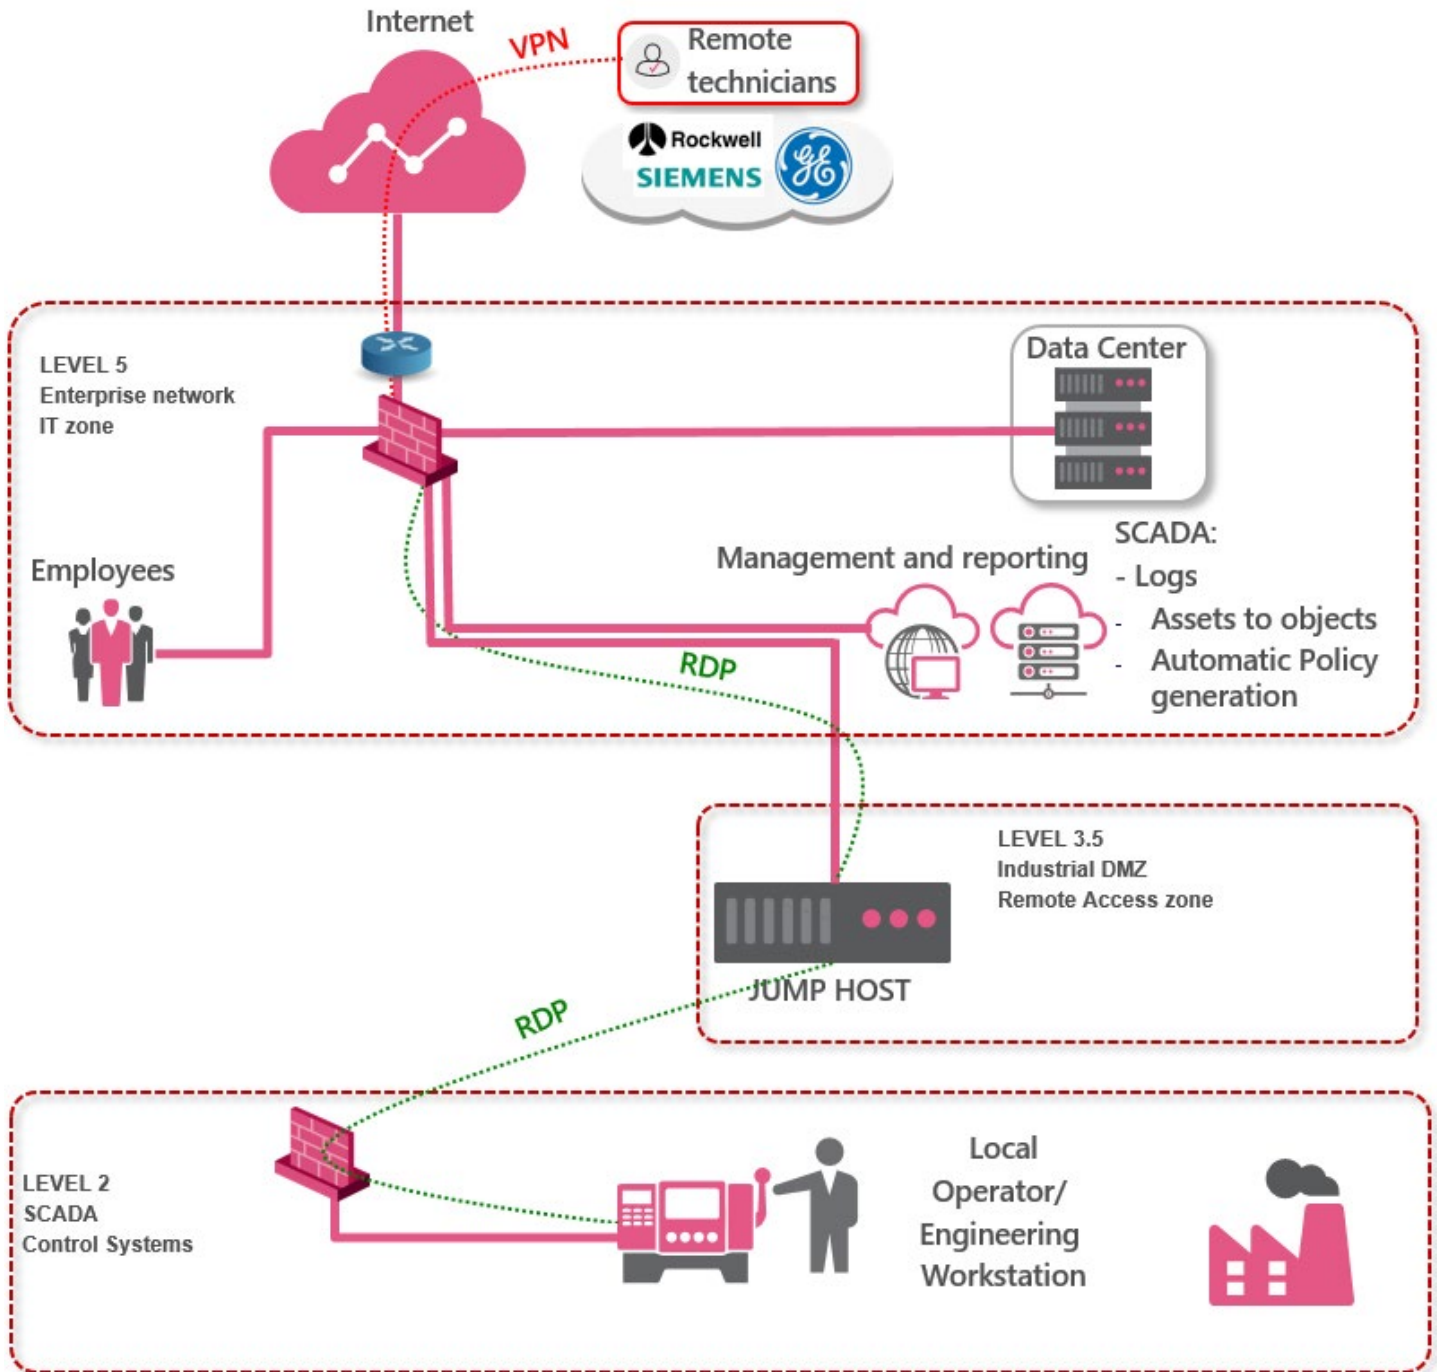 Internet
VPN
Remote
technicians
Rockwell
SIEMENS
GE
LEVEL 5
Enterprise network
IT zone
Data Center
Employees
Management and reporting
SCADA:
- Logs
- Assets to objects
- Automatic Policy
generation
RDP
LEVEL 3.5
Industrial DMZ
Remote Access zone
JUMP HOST
RDP
LEVEL 2
SCADA
Control Systems
Local
Operator/
Engineering
Workstation